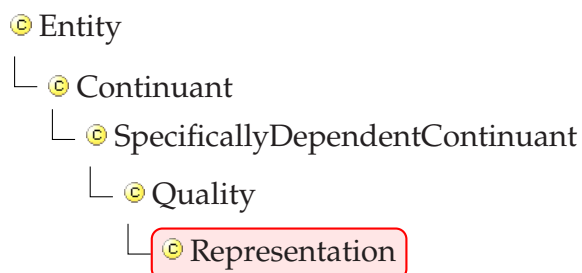 Entity
Continuant
SpecificallyDependentContinuant
Quality
Representation